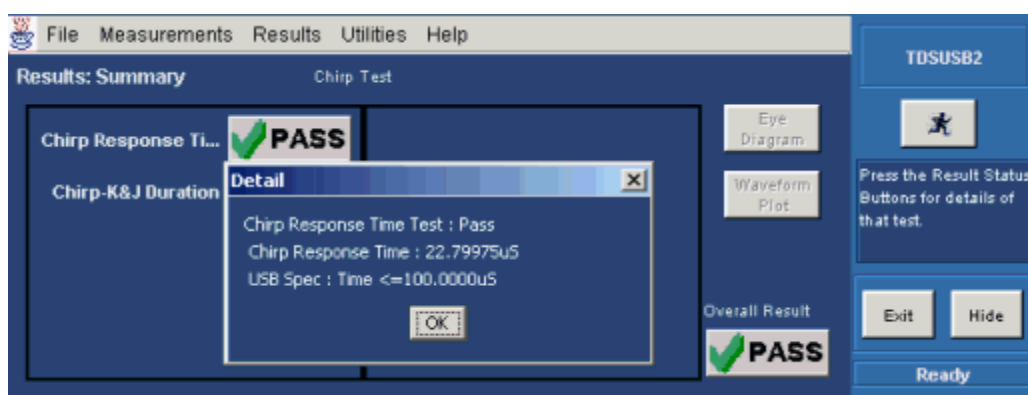 File Measurements Results Utilities Help
Results: Summary Chirp Test
TDSUSB2
Chirp Response Ti... PASS
Chirp-K&J Duration
Eye
Diagram
Waveform
Plot
Detail
Chirp Response Time Test : Pass
Chirp Response Time : 22.79975uS
USB Spec : Time <=100.0000uS
OK
Overall Result
PASS
Press the Result Status
Buttons for details of
that test.
Exit Hide
Ready